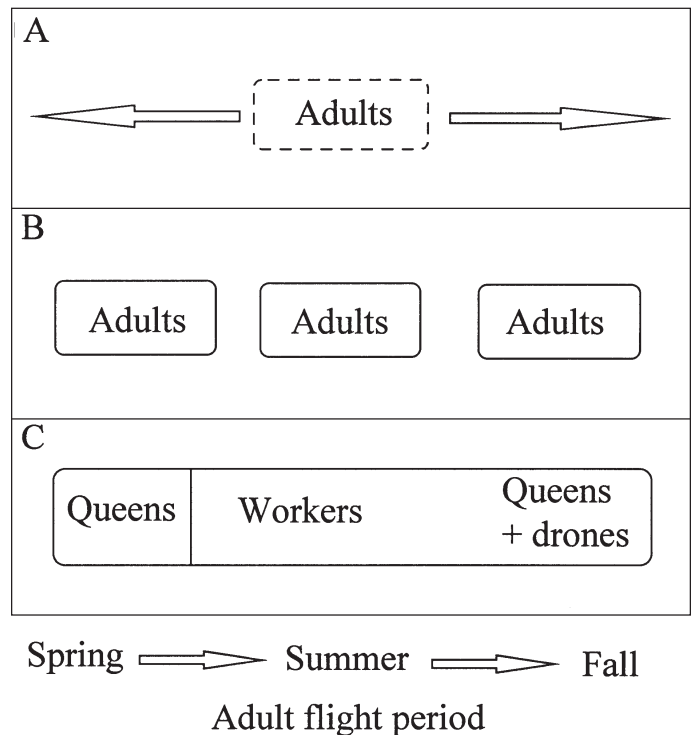 A
Adults
B
Adults Adults Adults
C
Queens Workers Queens
+ drones
Spring Summer Fall
Adult flight period